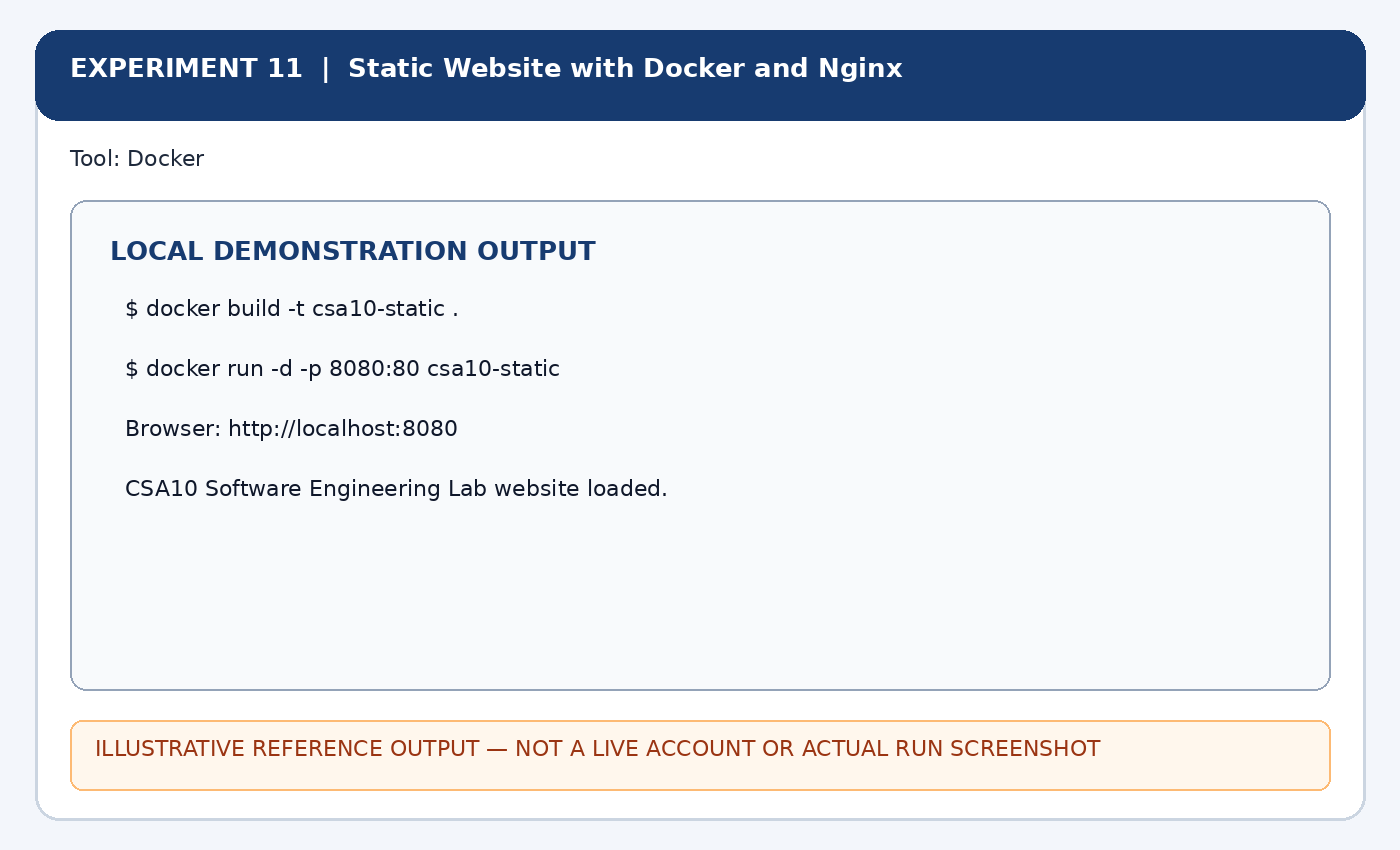 EXPERIMENT 11 | Static Website with Docker and Nginx
Tool: Docker
LOCAL DEMONSTRATION OUTPUT
$ docker build -t csa10-static .
$ docker run -d -p 8080:80 csa10-static
Browser: http://localhost:8080
CSA10 Software Engineering Lab website loaded.
ILLUSTRATIVE REFERENCE OUTPUT — NOT A LIVE ACCOUNT OR ACTUAL RUN SCREENSHOT